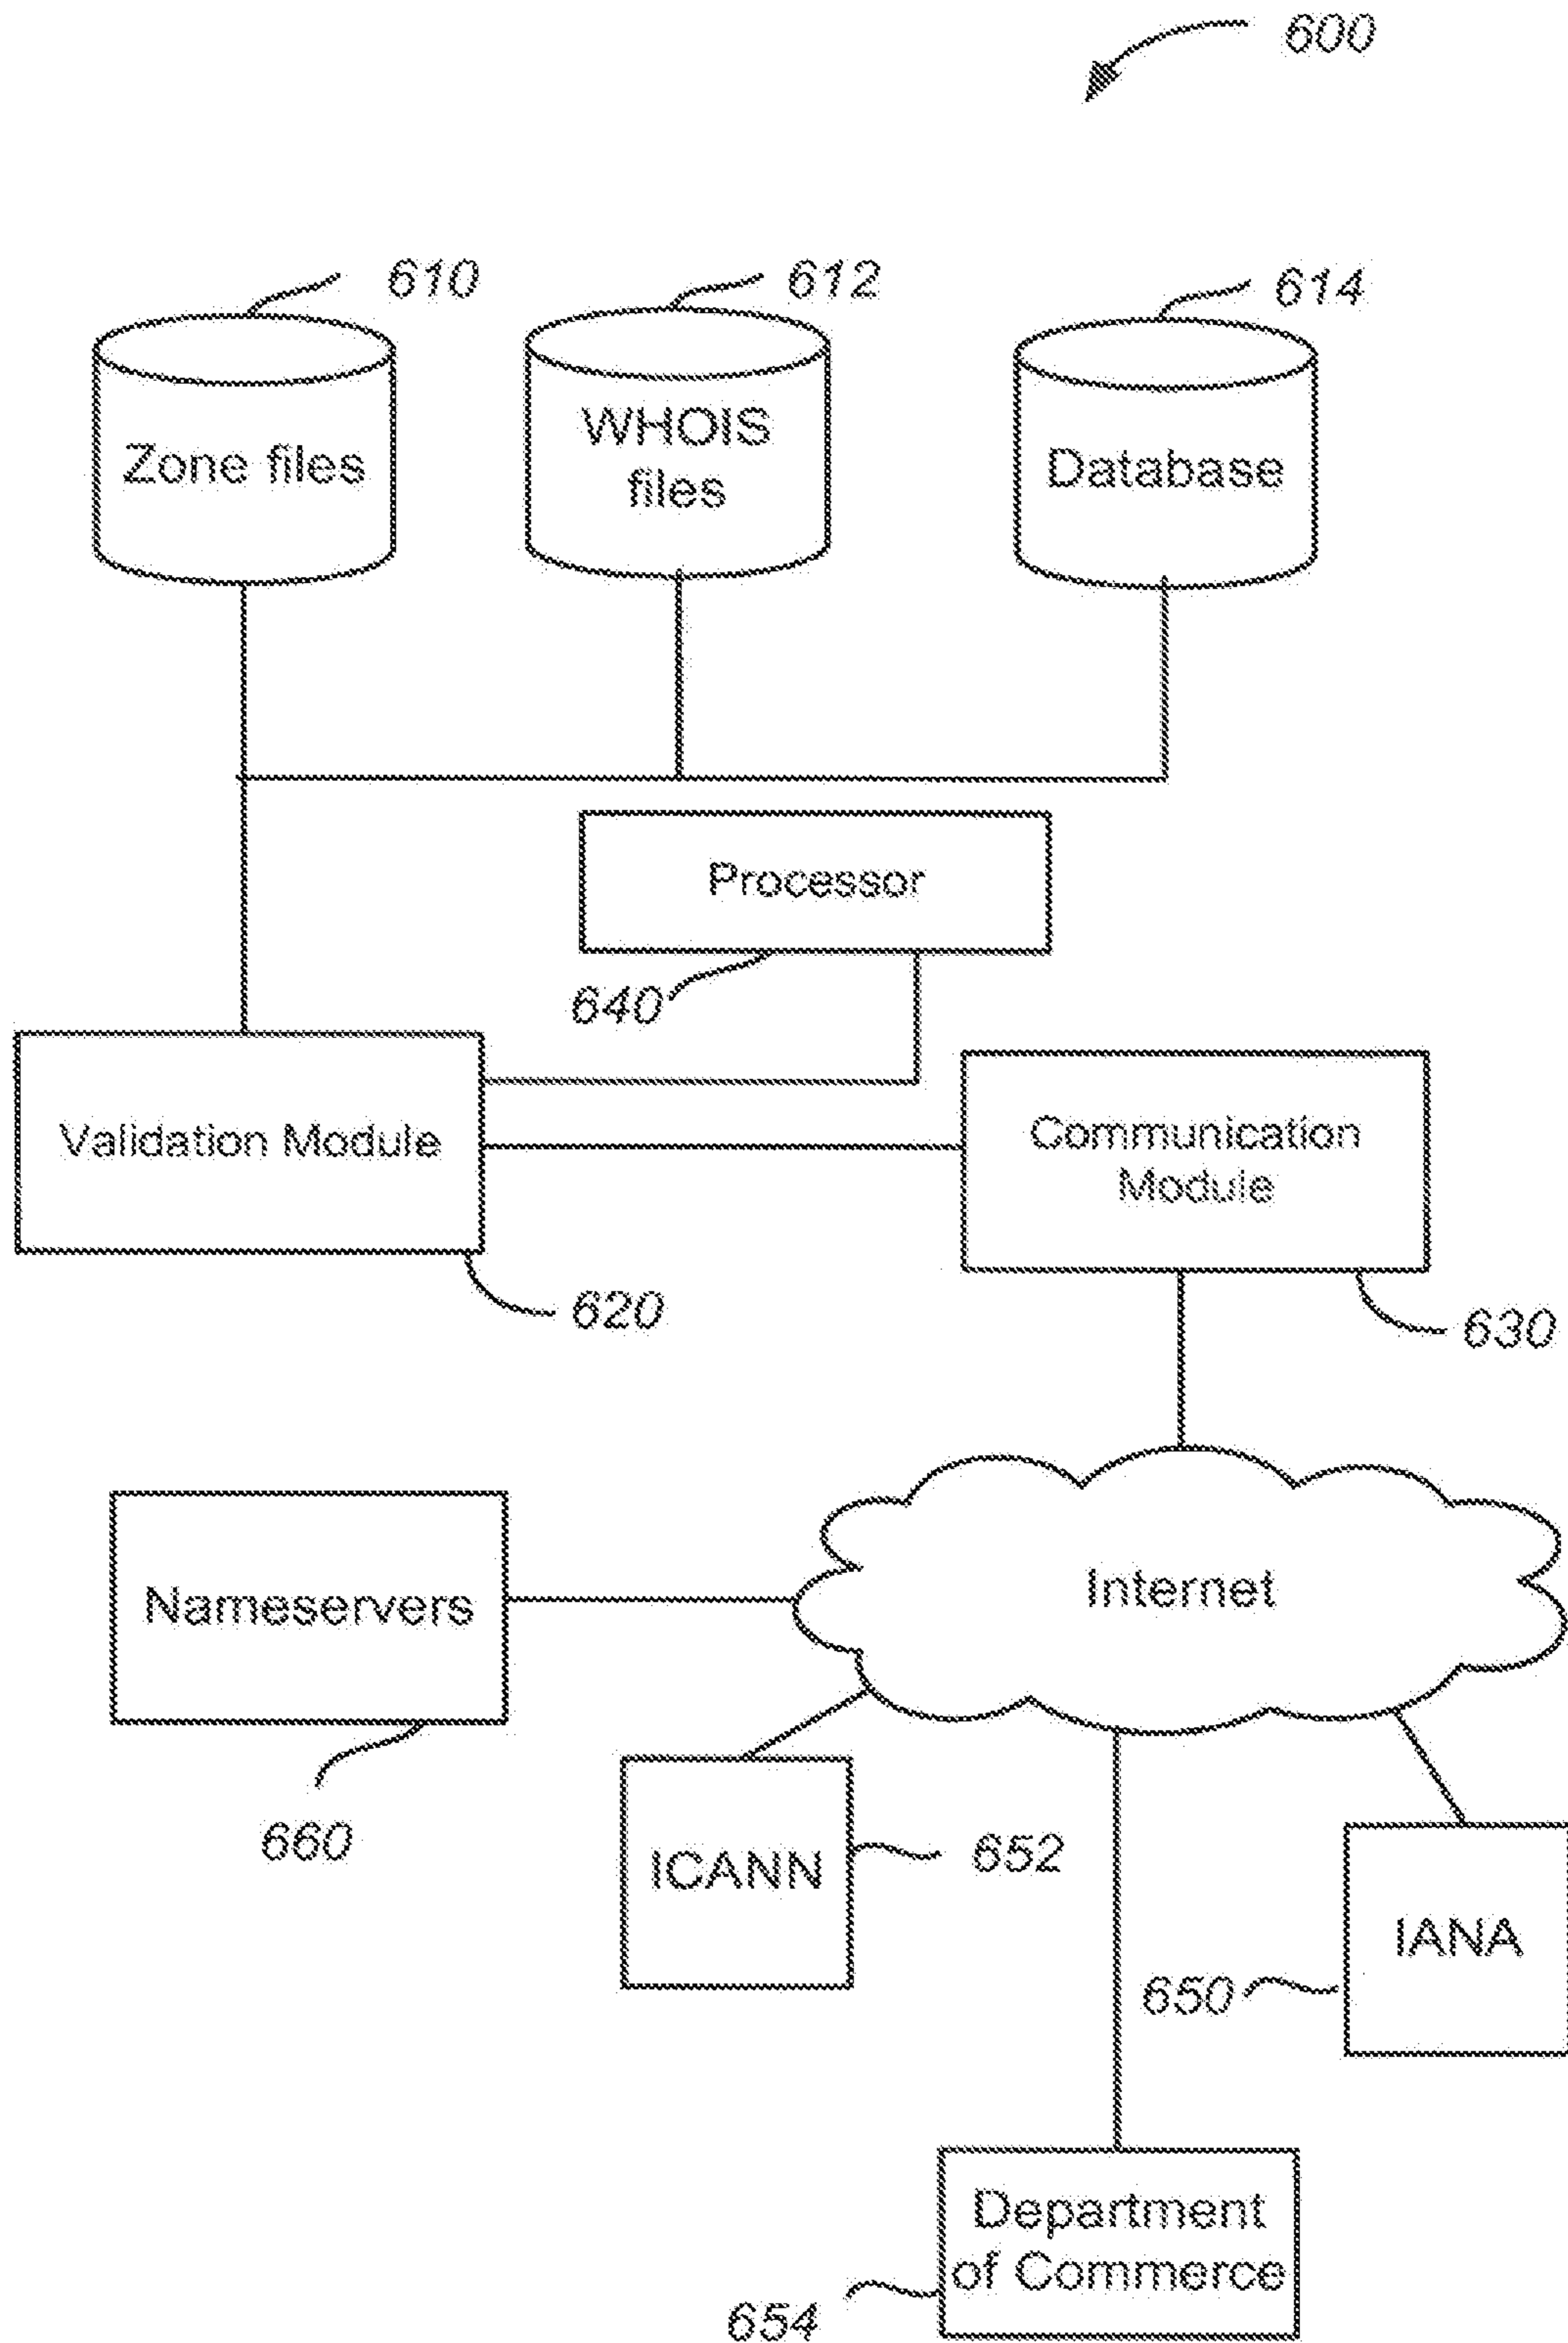 600
610
612
614
Zone files
WHOIS
files
Database
Processor
640
Validation Module
Communication
Module
620
630
Nameservers
Internet
660
ICANN
652
IANA
650
Department
of Commerce
654